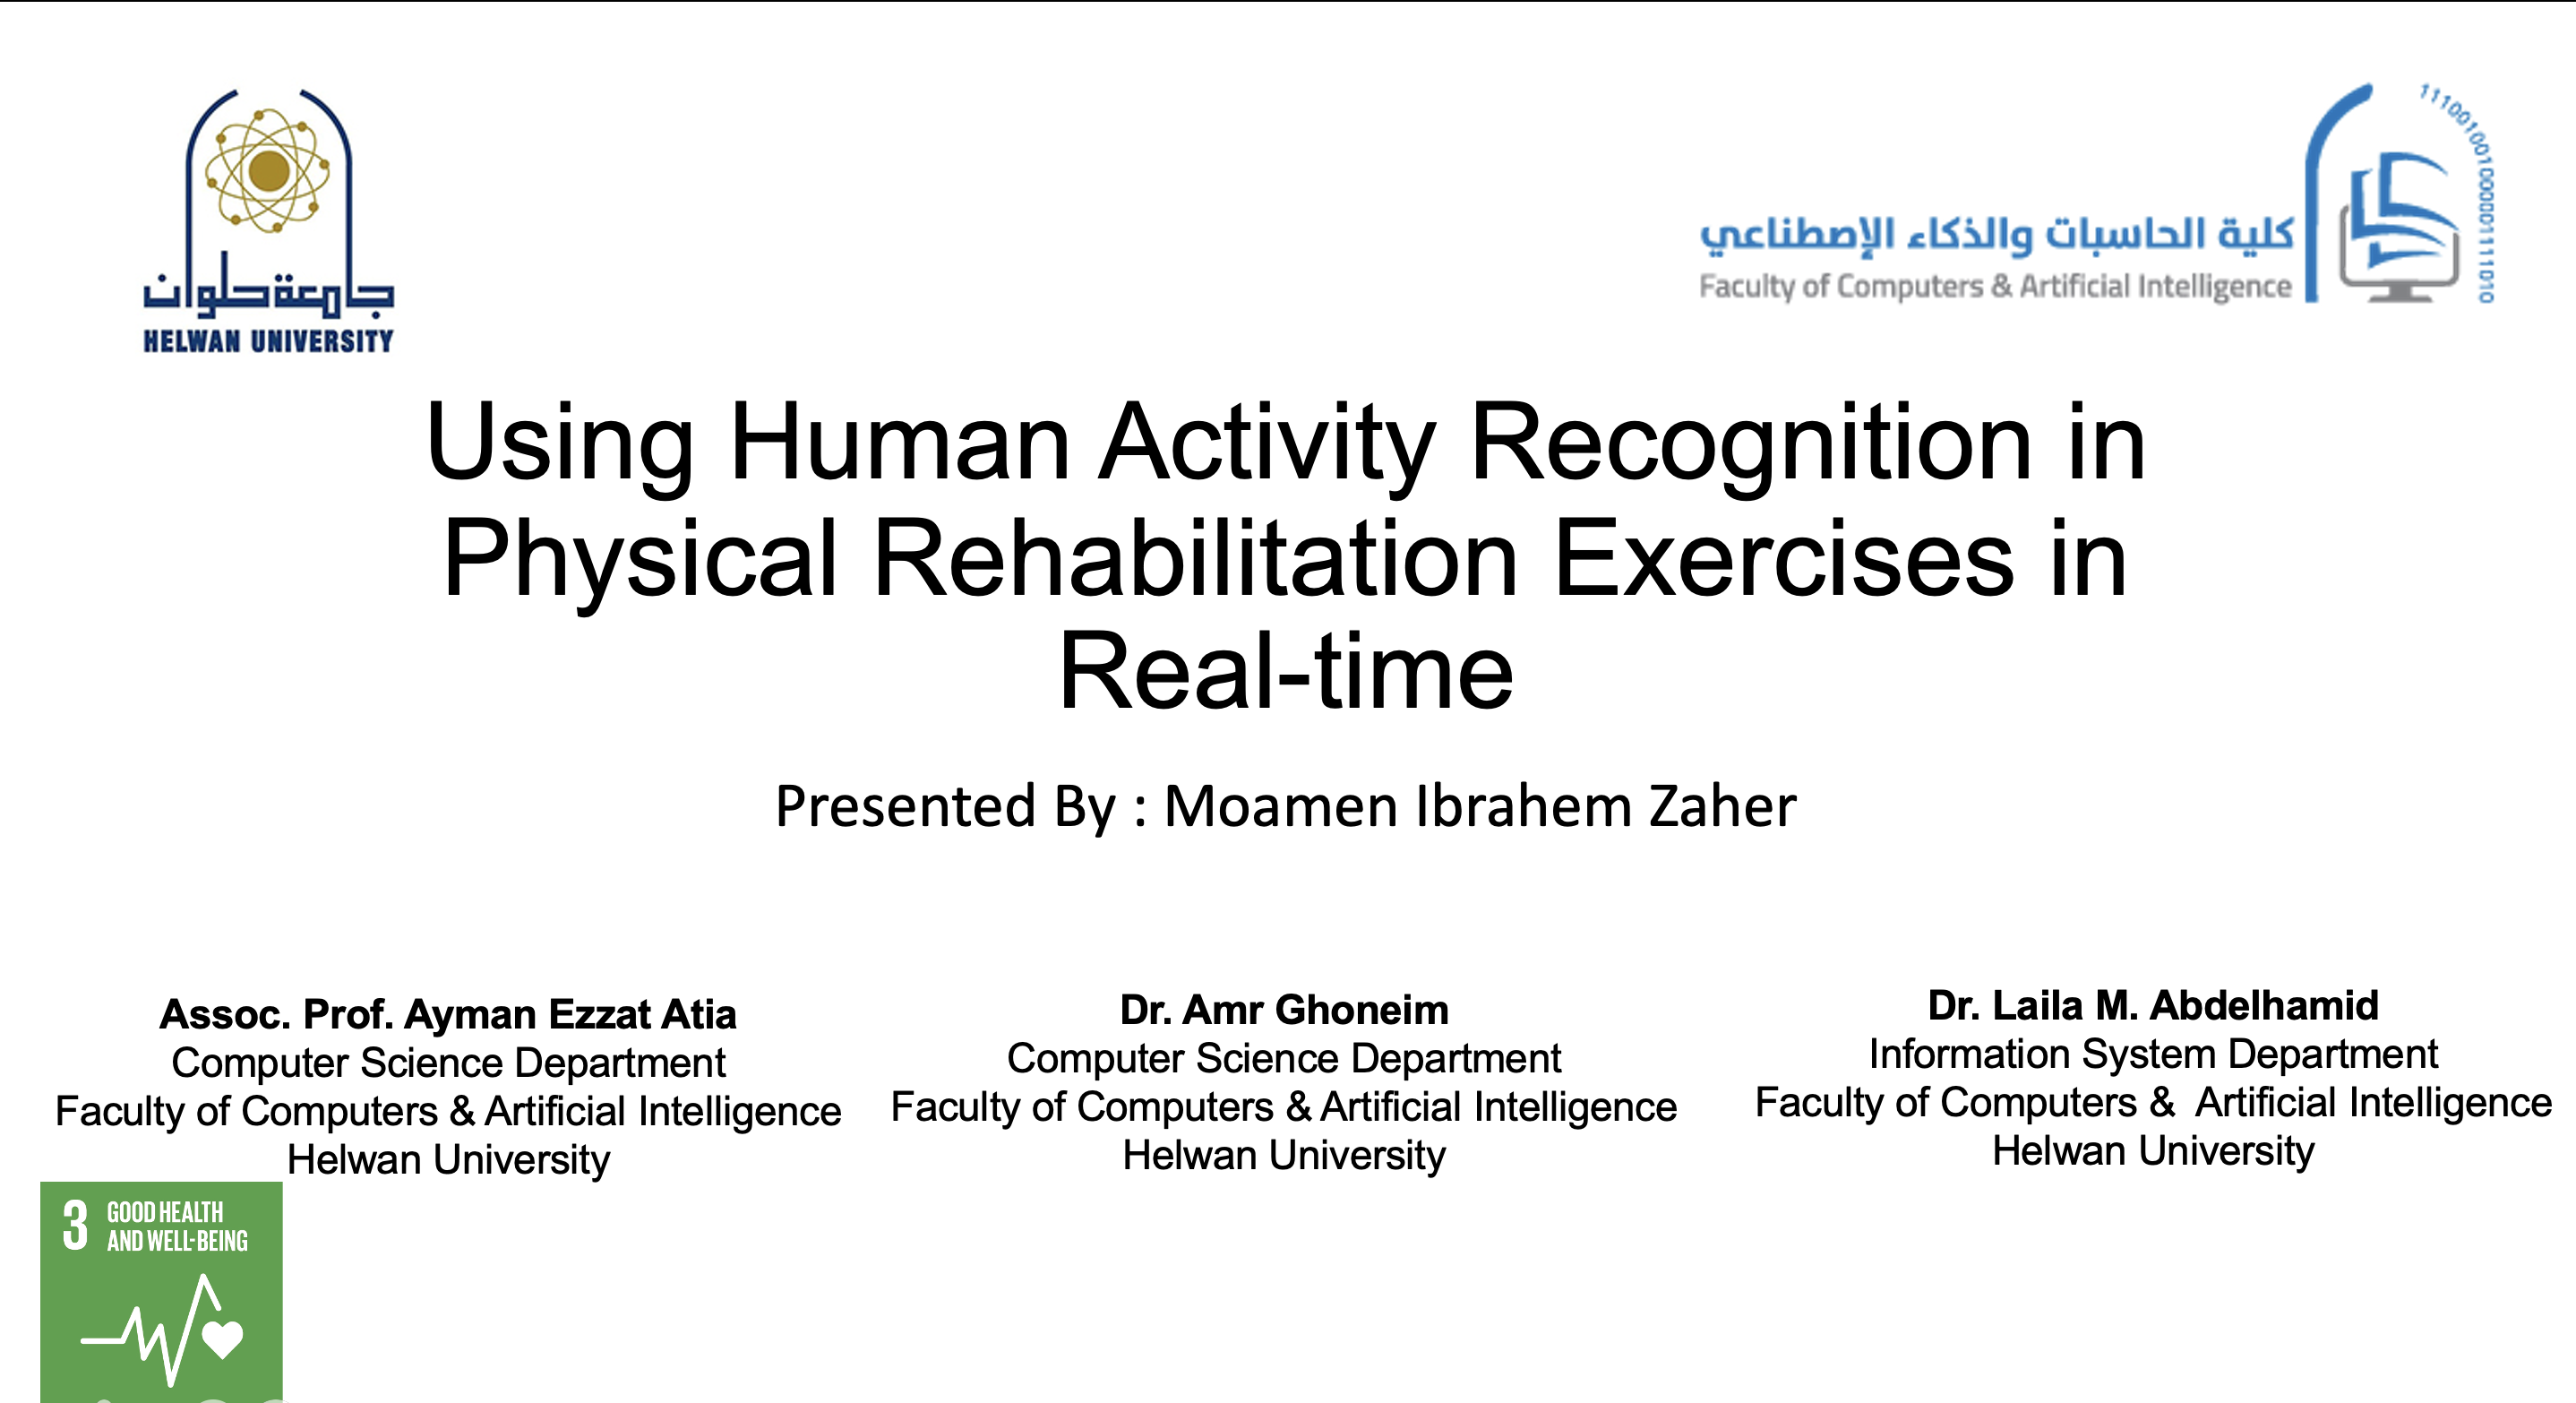 جامعة حلوان
HELWAN UNIVERSITY
كلية الحاسبات والذكاء الإصطناعي
Faculty of Computers & Artificial Intelligence
111001001000001111010
Using Human Activity Recognition in
Physical Rehabilitation Exercises in
Real-time
Presented By : Moamen Ibrahem Zaher
Assoc. Prof. Ayman Ezzat Atia
Computer Science Department
Faculty of Computers & Artificial Intelligence
Helwan University
Dr. Amr Ghoneim
Computer Science Department
Faculty of Computers & Artificial Intelligence
Helwan University
Dr. Laila M. Abdelhamid
Information System Department
Faculty of Computers & Artificial Intelligence
Helwan University
3 GOOD HEALTH
AND WELL-BEING